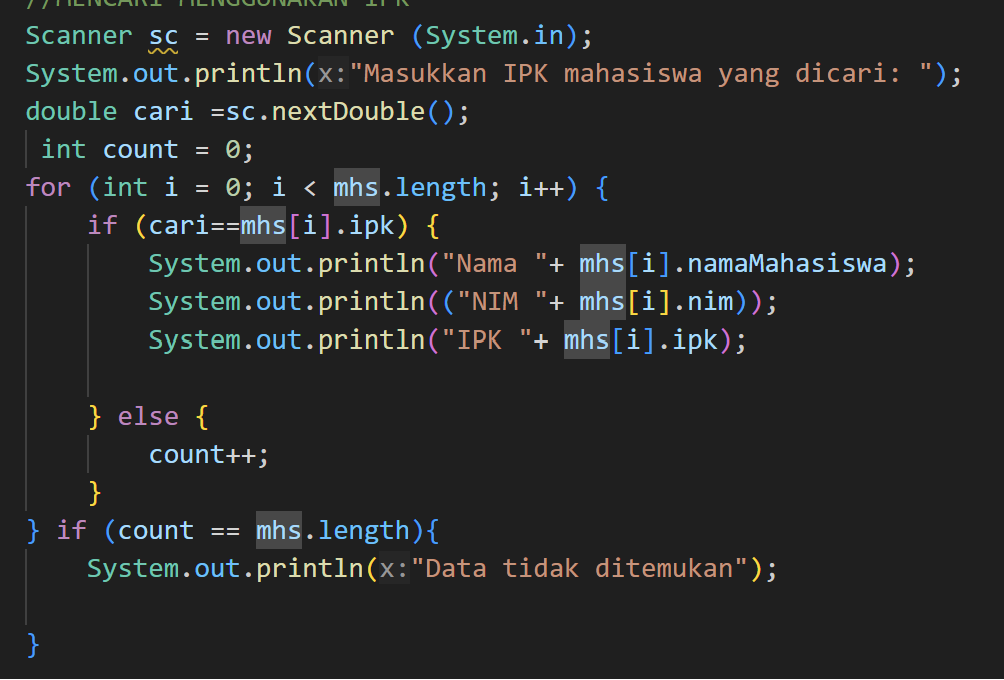 //MENCARI MENGGUNAKAN IPK
Scanner sc = new Scanner (System.in);
System.out.println(x:"Masukkan IPK mahasiswa yang dicari: ");
double cari =sc.nextDouble();
int count = 0;
for (int i = 0; i < mhs.length; i++) {
if (cari==mhs[i].ipk) {
System.out.println("Nama "+ mhs[i].namaMahasiswa);
System.out.println(("NIM "+ mhs[i].nim));
System.out.println("IPK "+ mhs[i].ipk);
} else {
count++;
}
} if (count == mhs.length){
System.out.println(x:"Data tidak ditemukan");
}